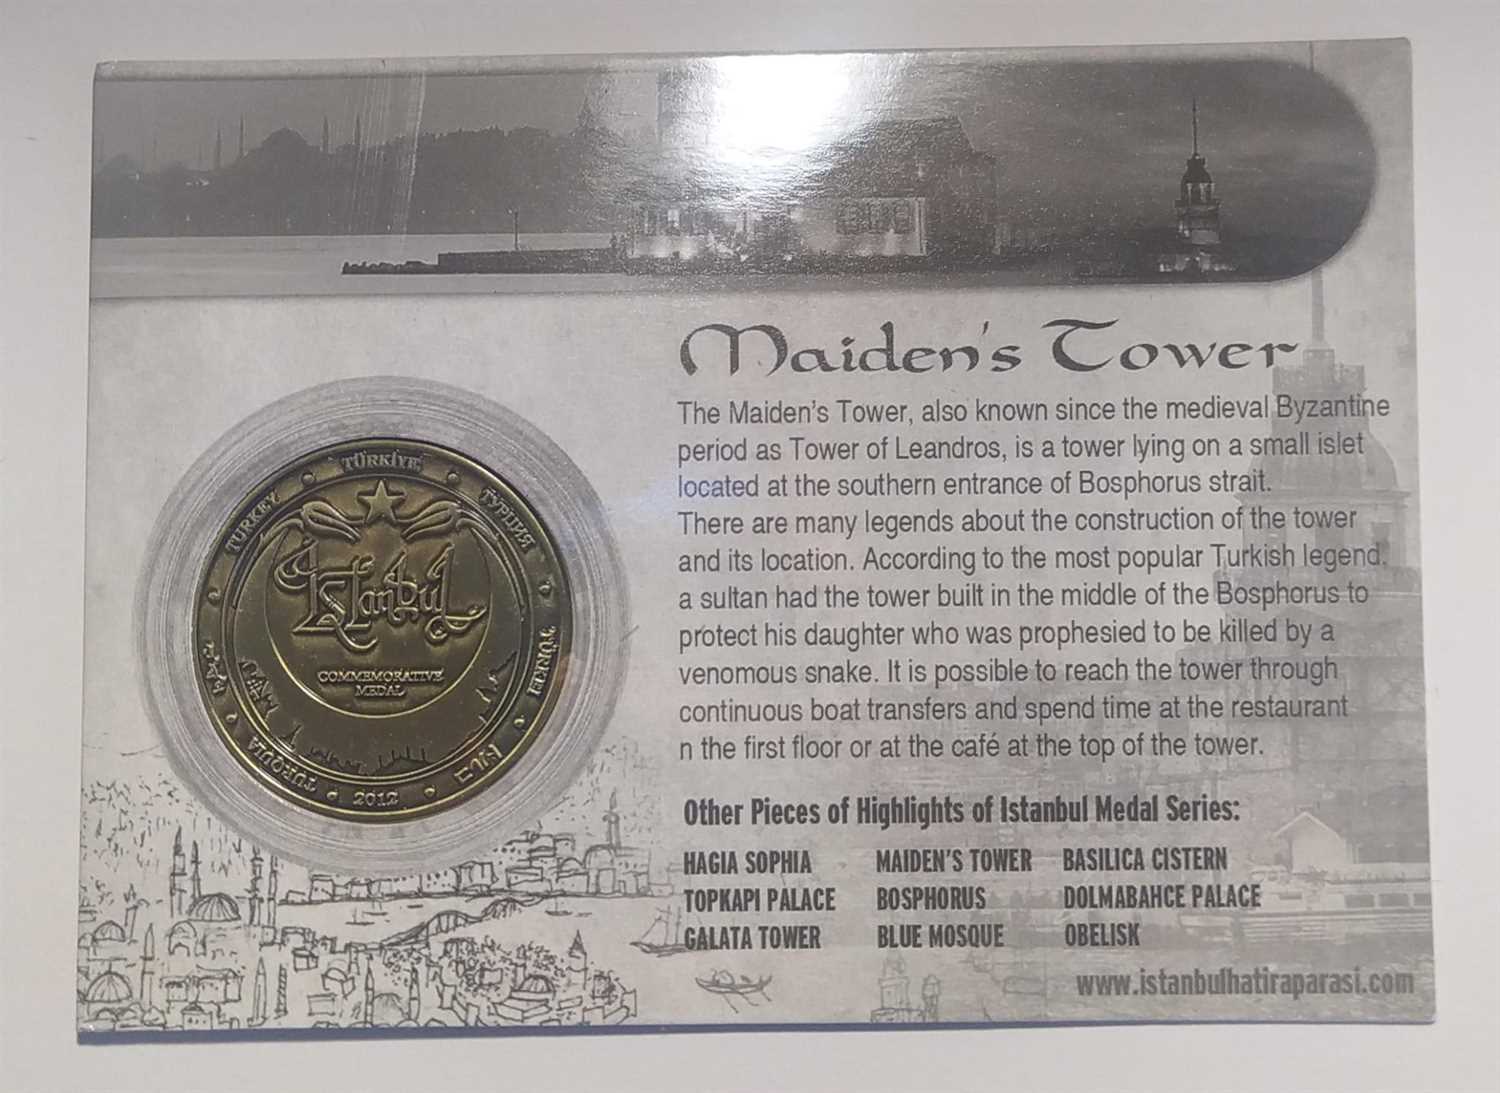 Maiden's Tower
The Maiden's Tower, also known since the medieval Byzantine
period as Tower of Leandros, is a tower lying on a small islet
located at the southern entrance of Bosphorus strait.
There are many legends about the construction of the tower
and its location. According to the most popular Turkish legend,
a sultan had the tower built in the middle of the Bosphorus to
protect his daughter who was prophesied to be killed by a
venomous snake. It is possible to reach the tower through
continuous boat transfers and spend time at the restaurant
n the first floor or at the café at the top of the tower.
Other Pieces of Highlights of Istanbul Medal Series:
HAGIA SOPHIA MAIDEN'S TOWER BASILICA CISTERN
TOPKAPI PALACE BOSPHORUS DOLMABAHCE PALACE
GALATA TOWER BLUE MOSQUE OBELISK
www.istanbulhatiraparasi.com
TÜRKİYE
TURKEY
ТУРЦИЯ
Istanbul
COMMEMORATIVE
MEDAL
TURQUIA
2012